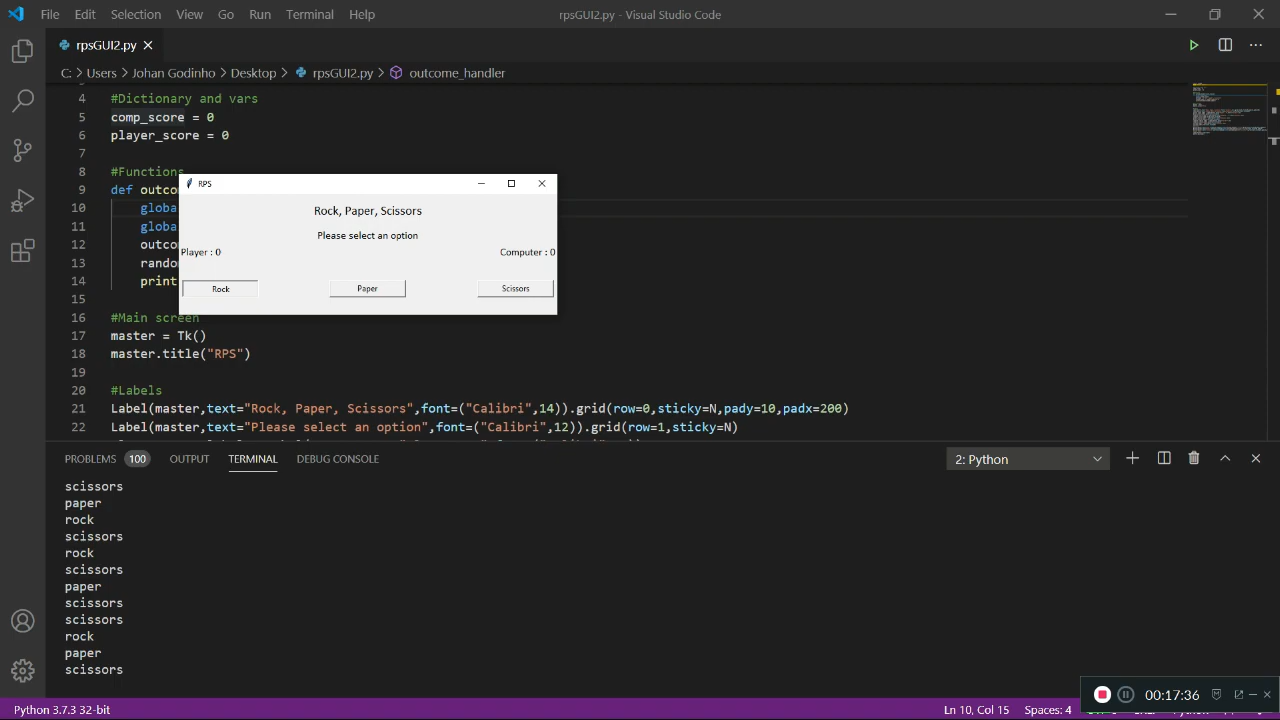 File Edit Selection View Go Run Terminal Help rpsGUI2.py - Visual Studio Code
rpsGUI2.py
C: > Users > Johan Godinho > Desktop > rpsGUI2.py > outcome_handler
4 #Dictionary and vars
5 comp_score = 0
6 player_score = 0
7
8 #Functions
9 def outco
10 globa
11 globa
12 outco
13 rando
14 print
15
16 #Main screen
17 master = Tk()
18 master.title("RPS")
19
20 #Labels
21 Label(master,text="Rock, Paper, Scissors",font=("Calibri",14)).grid(row=0,sticky=N,pady=10,padx=200)
22 Label(master,text="Please select an option",font=("Calibri",12)).grid(row=1,sticky=N)
RPS
Rock, Paper, Scissors
Please select an option
Player : 0 Computer : 0
Rock Paper Scissors
PROBLEMS 100 OUTPUT TERMINAL DEBUG CONSOLE 2: Python
scissors
paper
rock
scissors
rock
scissors
paper
scissors
scissors
rock
paper
scissors
00:17:36
Python 3.7.3 32-bit Ln 10, Col 15 Spaces: 4